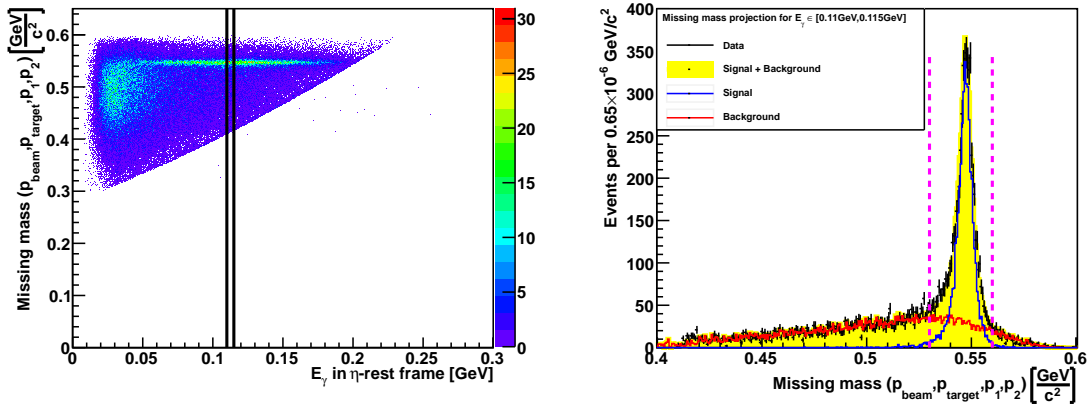 Missing mass (p_beam,p_target,p_1,p_2) [GeV/c^2]
0.6
0.5
0.4
0.3
0.2
0.1
0
0 0.05 0.1 0.15 0.2 0.25 0.3
E_γ in η-rest frame [GeV]
30
25
20
15
10
5
0
Missing mass projection for E_γ ∈ [0.11GeV,0.115GeV]
Data
Signal + Background
Signal
Background
Events per 0.65×10^-6 GeV/c^2
400
350
300
250
200
150
100
50
0
0.4 0.45 0.5 0.55 0.6
Missing mass (p_beam,p_target,p_1,p_2) [GeV/c^2]